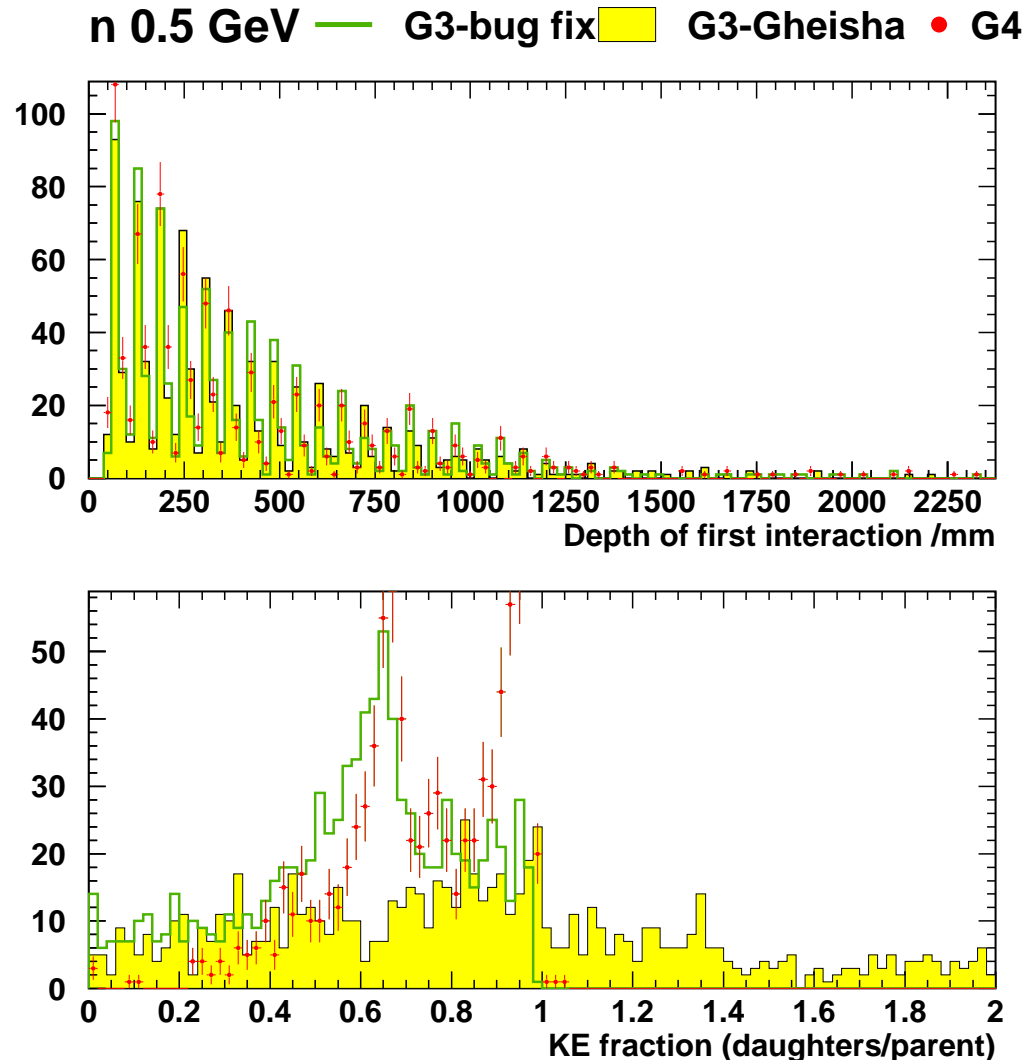 n 0.5 GeV G3-bug fix G3-Gheisha G4
100
80
60
40
20
0
0 250 500 750 1000 1250 1500 1750 2000 2250
Depth of first interaction /mm
50
40
30
20
10
0
0 0.2 0.4 0.6 0.8 1 1.2 1.4 1.6 1.8 2
KE fraction (daughters/parent)